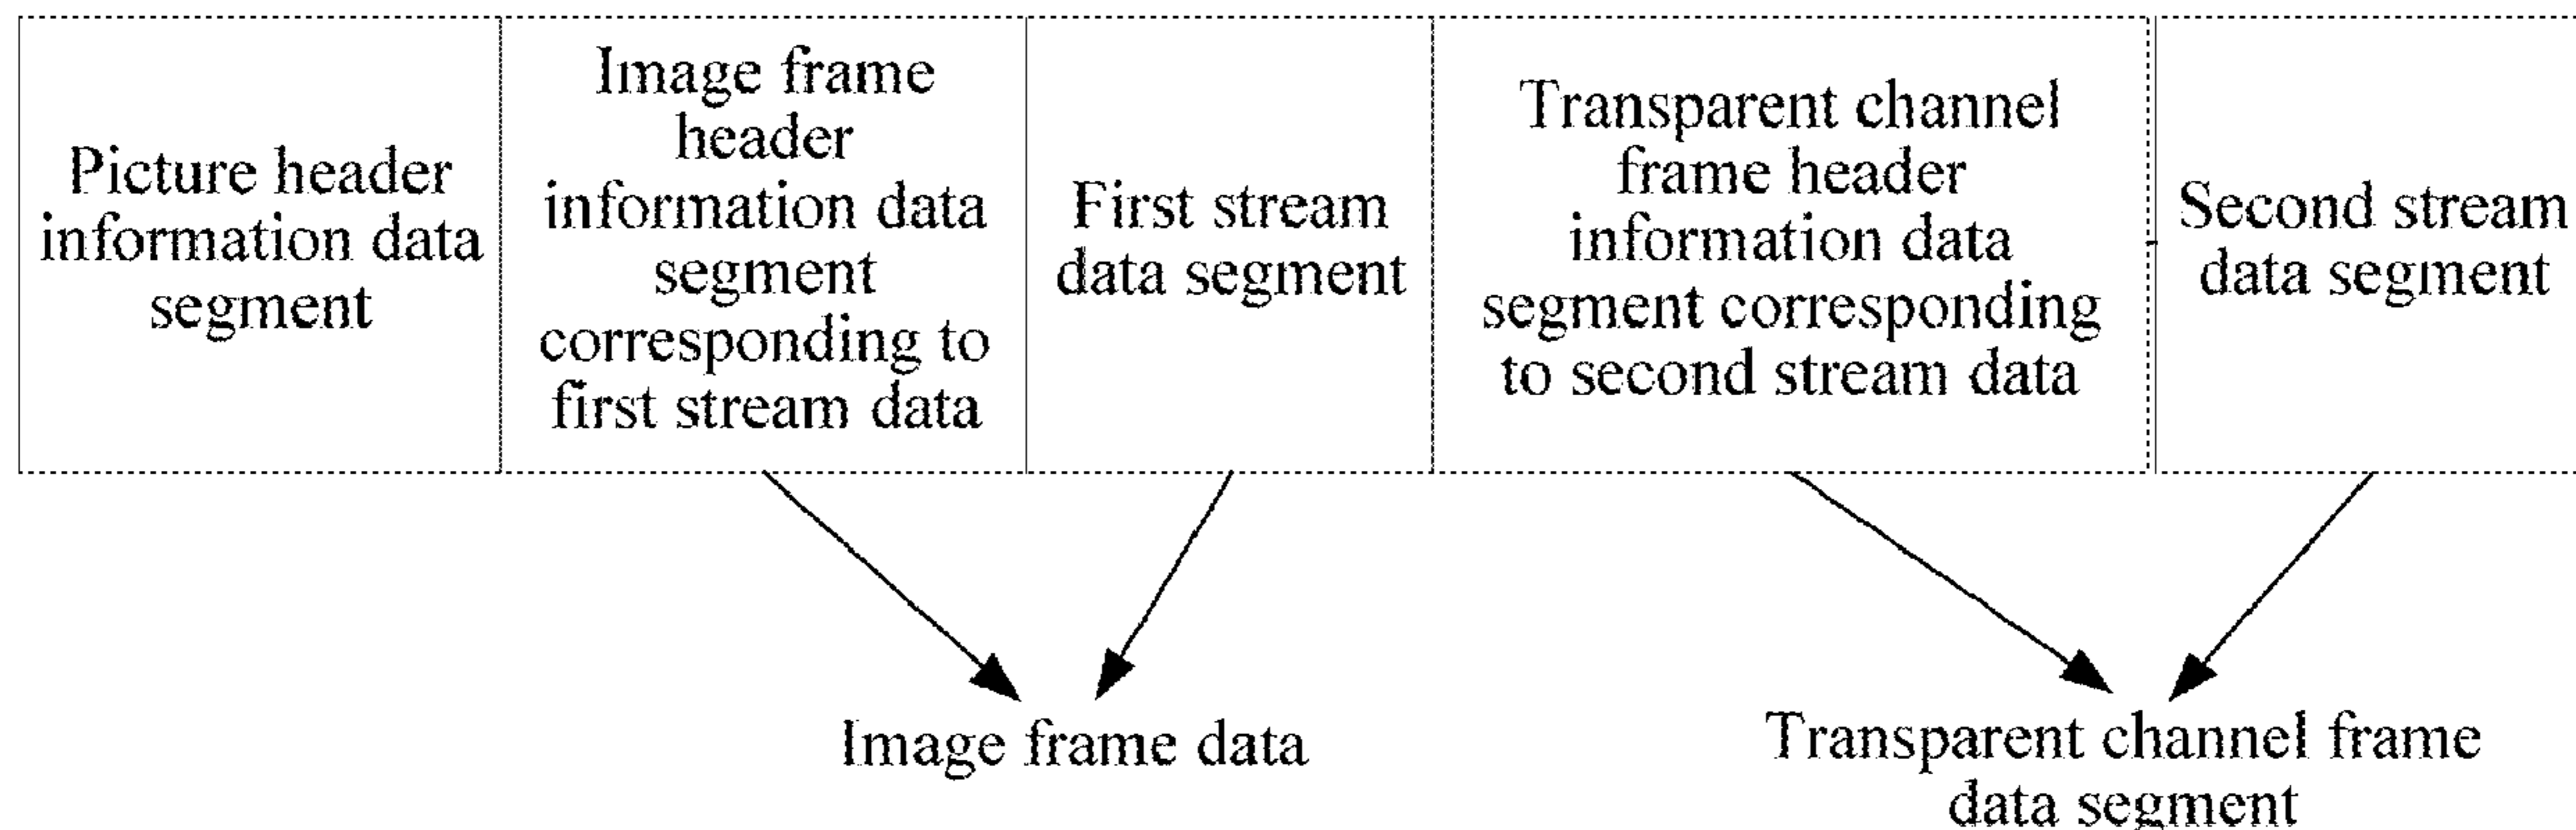 Picture header
information data
segment
Image frame
header
information data
segment
corresponding to
first stream data
First stream
data segment
Transparent channel
frame header
information data
segment corresponding
to second stream data
Second stream
data segment
Image frame data
Transparent channel frame
data segment